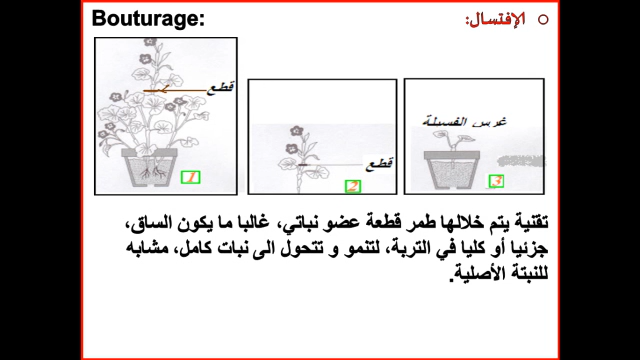 Bouturage:
الإفتسال:
قطع
1
قطع
2
غرس الفسيلة
3
تقنية يتم خلالها طمر قطعة عضو نباتي، غالبا ما يكون الساق،
جزئيا أو كليا في التربة، لتنمو و تتحول الى نبات كامل، مشابه
للنبتة الأصلية.